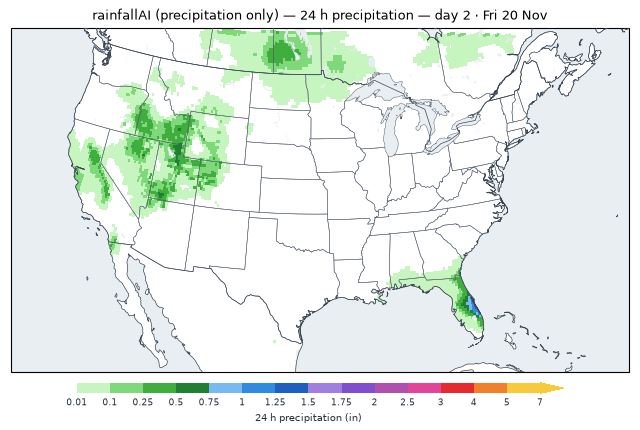 rainfallAI (precipitation only) — 24 h precipitation — day 2 · Fri 20 Nov
0.01 0.1 0.25 0.5 0.75 1 1.25 1.5 1.75 2 2.5 3 4 5 7
24 h precipitation (in)